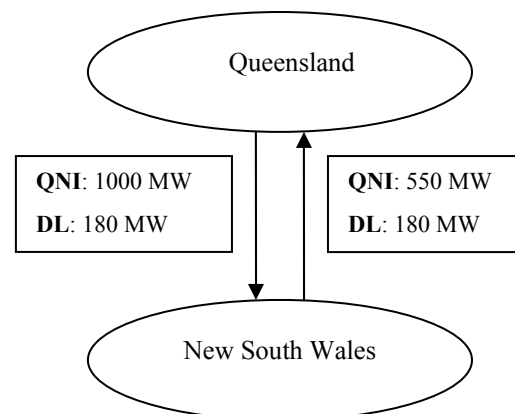 Queensland
QNI: 1000 MW
DL: 180 MW
QNI: 550 MW
DL: 180 MW
New South Wales